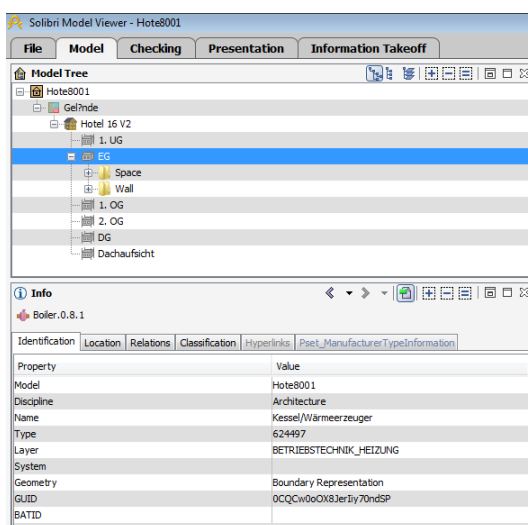 Solibri Model Viewer - Hote8001
File Model Checking Presentation Information Takeoff
Model Tree
Hote8001
Gel?nde
Hotel 16 V2
1. UG
EG
Space
Wall
1. OG
2. OG
DG
Dachaufsicht
Info
Boiler.0.8.1
Identification Location Relations Classification Hyperlinks Pset_ManufacturerTypeInformation
Property Value
Model Hote8001
Discipline Architecture
Name Kessel/Wärmeerzeuger
Type 624497
Layer BETRIEBSTECHNIK_HEIZUNG
System
Geometry Boundary Representation
GUID 0CQCw0oOX8JerIiy70ndSP
BATID